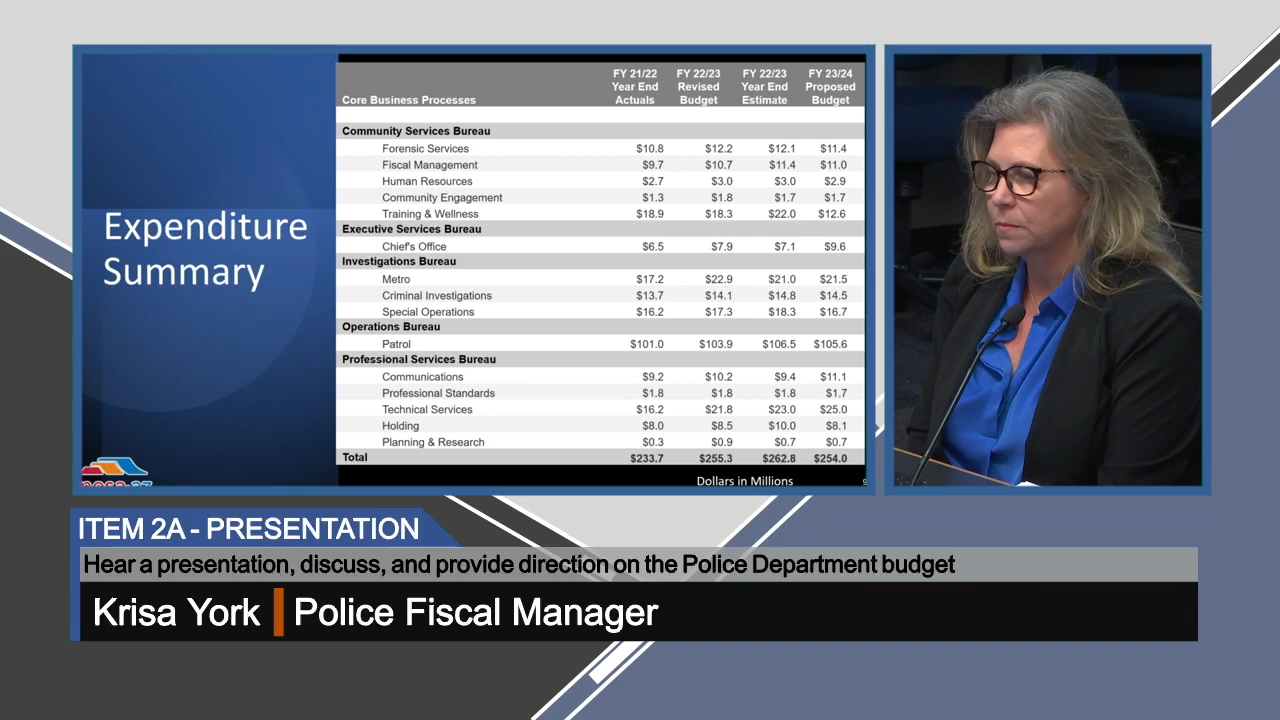 Expenditure
Summary
Core Business Processes FY 21/22 Year End Actuals FY 22/23 Revised Budget FY 22/23 Year End Estimate FY 23/24 Proposed Budget
Community Services Bureau
Forensic Services $10.8 $12.2 $12.1 $11.4
Fiscal Management $9.7 $10.7 $11.4 $11.0
Human Resources $2.7 $3.0 $3.0 $2.9
Community Engagement $1.3 $1.8 $1.7 $1.7
Training & Wellness $18.9 $18.3 $22.0 $12.6
Executive Services Bureau
Chief's Office $6.5 $7.9 $7.1 $9.6
Investigations Bureau
Metro $17.2 $22.9 $21.0 $21.5
Criminal Investigations $13.7 $14.1 $14.8 $14.5
Special Operations $16.2 $17.3 $18.3 $16.7
Operations Bureau
Patrol $101.0 $103.9 $106.5 $105.6
Professional Services Bureau
Communications $9.2 $10.2 $9.4 $11.1
Professional Standards $1.8 $1.8 $1.8 $1.7
Technical Services $16.2 $21.8 $23.0 $25.0
Holding $8.0 $8.5 $10.0 $8.1
Planning & Research $0.3 $0.9 $0.7 $0.7
Total $233.7 $255.3 $262.8 $254.0
Dollars in Millions
ITEM 2A - PRESENTATION
Hear a presentation, discuss, and provide direction on the Police Department budget
Krisa York Police Fiscal Manager